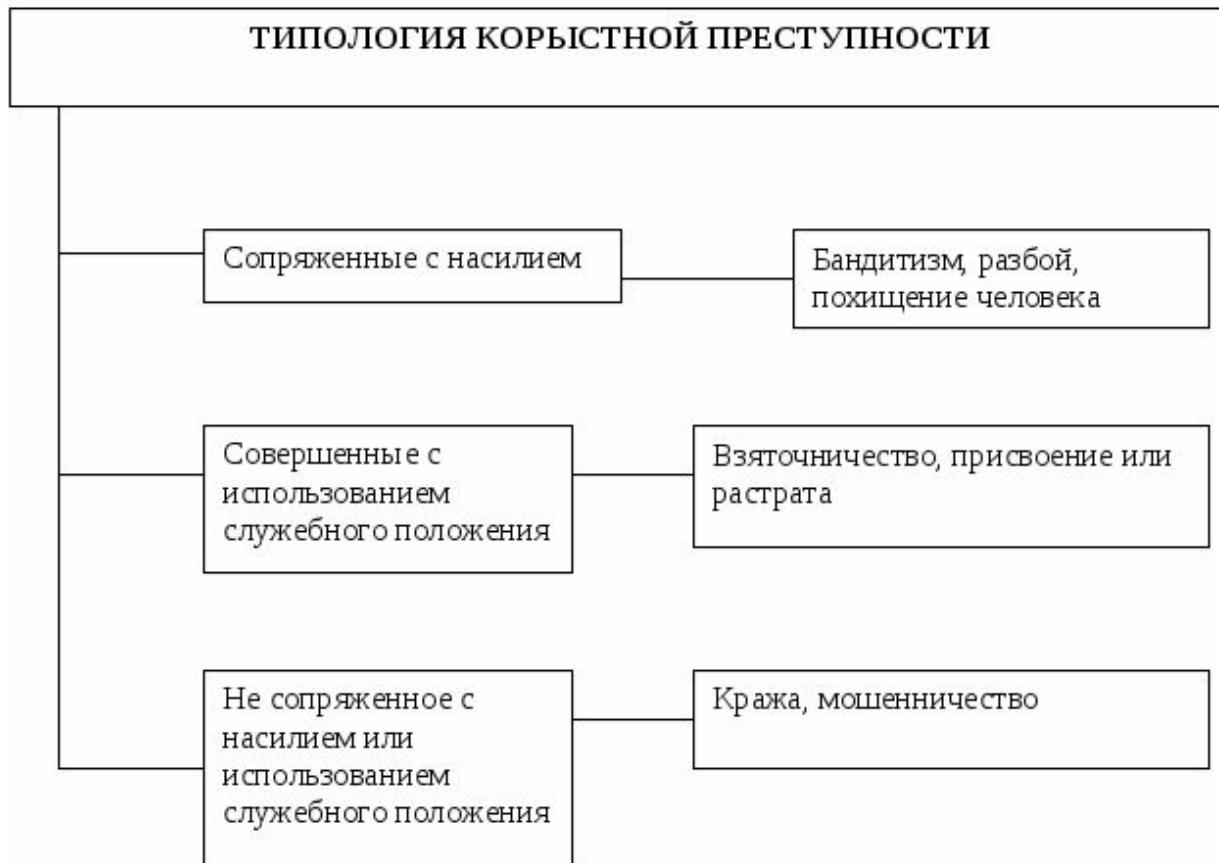 ТИПОЛОГИЯ КОРЫСТНОЙ ПРЕСТУПНОСТИ
Сопряженные с насилием
Бандитизм, разбой,
похищение человека
Совершенные с
использованием
служебного положения
Взяточничество, присвоение или
растрата
Не сопряженное с
насилием или
использованием
служебного положения
Кража, мошенничество